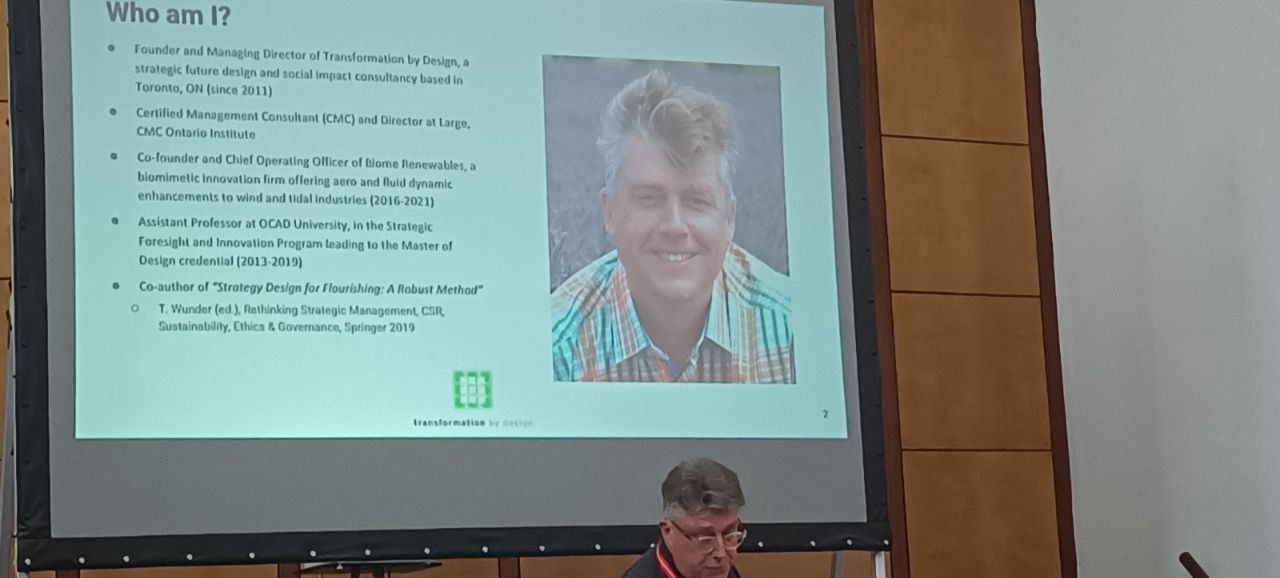 Who am I?
● Founder and Managing Director of Transformation by Design, a
strategic future design and social impact consultancy based in
Toronto, ON (since 2011)
● Certified Management Consultant (CMC) and Director at Large,
CMC Ontario Institute
● Co-founder and Chief Operating Officer of Biome Renewables, a
biomimetic innovation firm offering aero and fluid dynamic
enhancements to wind and tidal industries (2016-2021)
● Assistant Professor at OCAD University, in the Strategic
Foresight and Innovation Program leading to the Master of
Design credential (2013-2019)
● Co-author of "Strategy Design for Flourishing: A Robust Method"
○ T. Wunder (ed.), Rethinking Strategic Management, CSR,
Sustainability, Ethics & Governance, Springer 2019
transformation by design
2